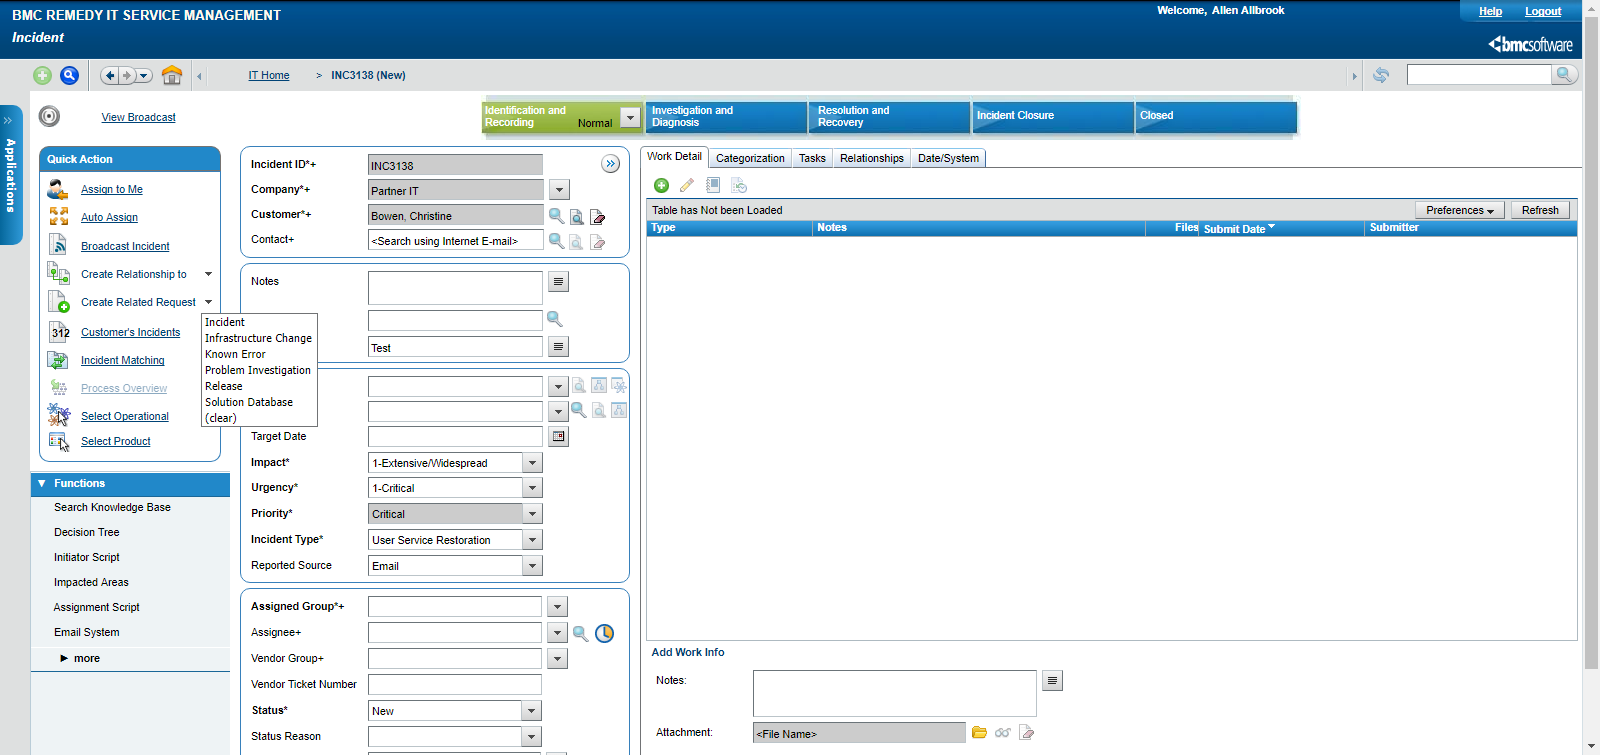 BMC REMEDY IT SERVICE MANAGEMENT
Welcome, Allen Allbrook
Help
Logout
Incident
bmcsoftware
IT Home > INC3138 (New)
Applications
View Broadcast
Identification and Recording
Normal
Investigation and Diagnosis
Resolution and Recovery
Incident Closure
Closed
Quick Action
Assign to Me
Auto Assign
Broadcast Incident
Create Relationship to
Create Related Request
312 Customer's Incidents
Incident Matching
Process Overview
Select Operational
Select Product
Incident
Infrastructure Change
Known Error
Problem Investigation
Release
Solution Database
(clear)
Functions
Search Knowledge Base
Decision Tree
Initiator Script
Impacted Areas
Assignment Script
Email System
more
Incident ID*+ INC3138
Company*+ Partner IT
Customer*+ Bowen, Christine
Contact+ <Search using Internet E-mail>
Notes
Test
Target Date
Impact* 1-Extensive/Widespread
Urgency* 1-Critical
Priority* Critical
Incident Type* User Service Restoration
Reported Source Email
Assigned Group*+
Assignee+
Vendor Group+
Vendor Ticket Number
Status* New
Status Reason
Work Detail
Categorization
Tasks
Relationships
Date/System
Table has Not been Loaded
Preferences
Refresh
Type
Notes
Files
Submit Date
Submitter
Add Work Info
Notes:
Attachment: <File Name>